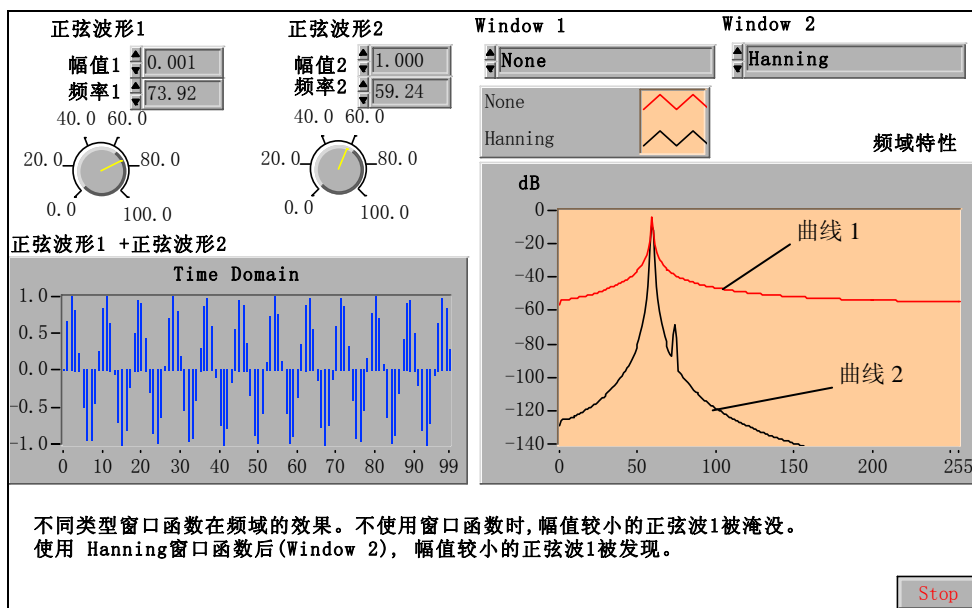 正弦波形1
幅值1 0.001
频率1 73.92
0.0 20.0 40.0 60.0 80.0 100.0
正弦波形2
幅值2 1.000
频率2 59.24
0.0 20.0 40.0 60.0 80.0 100.0
Window 1
None
Window 2
Hanning
None
Hanning
频域特性
正弦波形1 +正弦波形2
Time Domain
1.0
0.5
0.0
-0.5
-1.0
0 10 20 30 40 50 60 70 80 90 99
dB
0
-20
-40
-60
-80
-100
-120
-140
0 50 100 150 200 255
曲线 1
曲线 2
不同类型窗口函数在频域的效果。不使用窗口函数时,幅值较小的正弦波1被淹没。
使用 Hanning窗口函数后(Window 2), 幅值较小的正弦波1被发现。
Stop